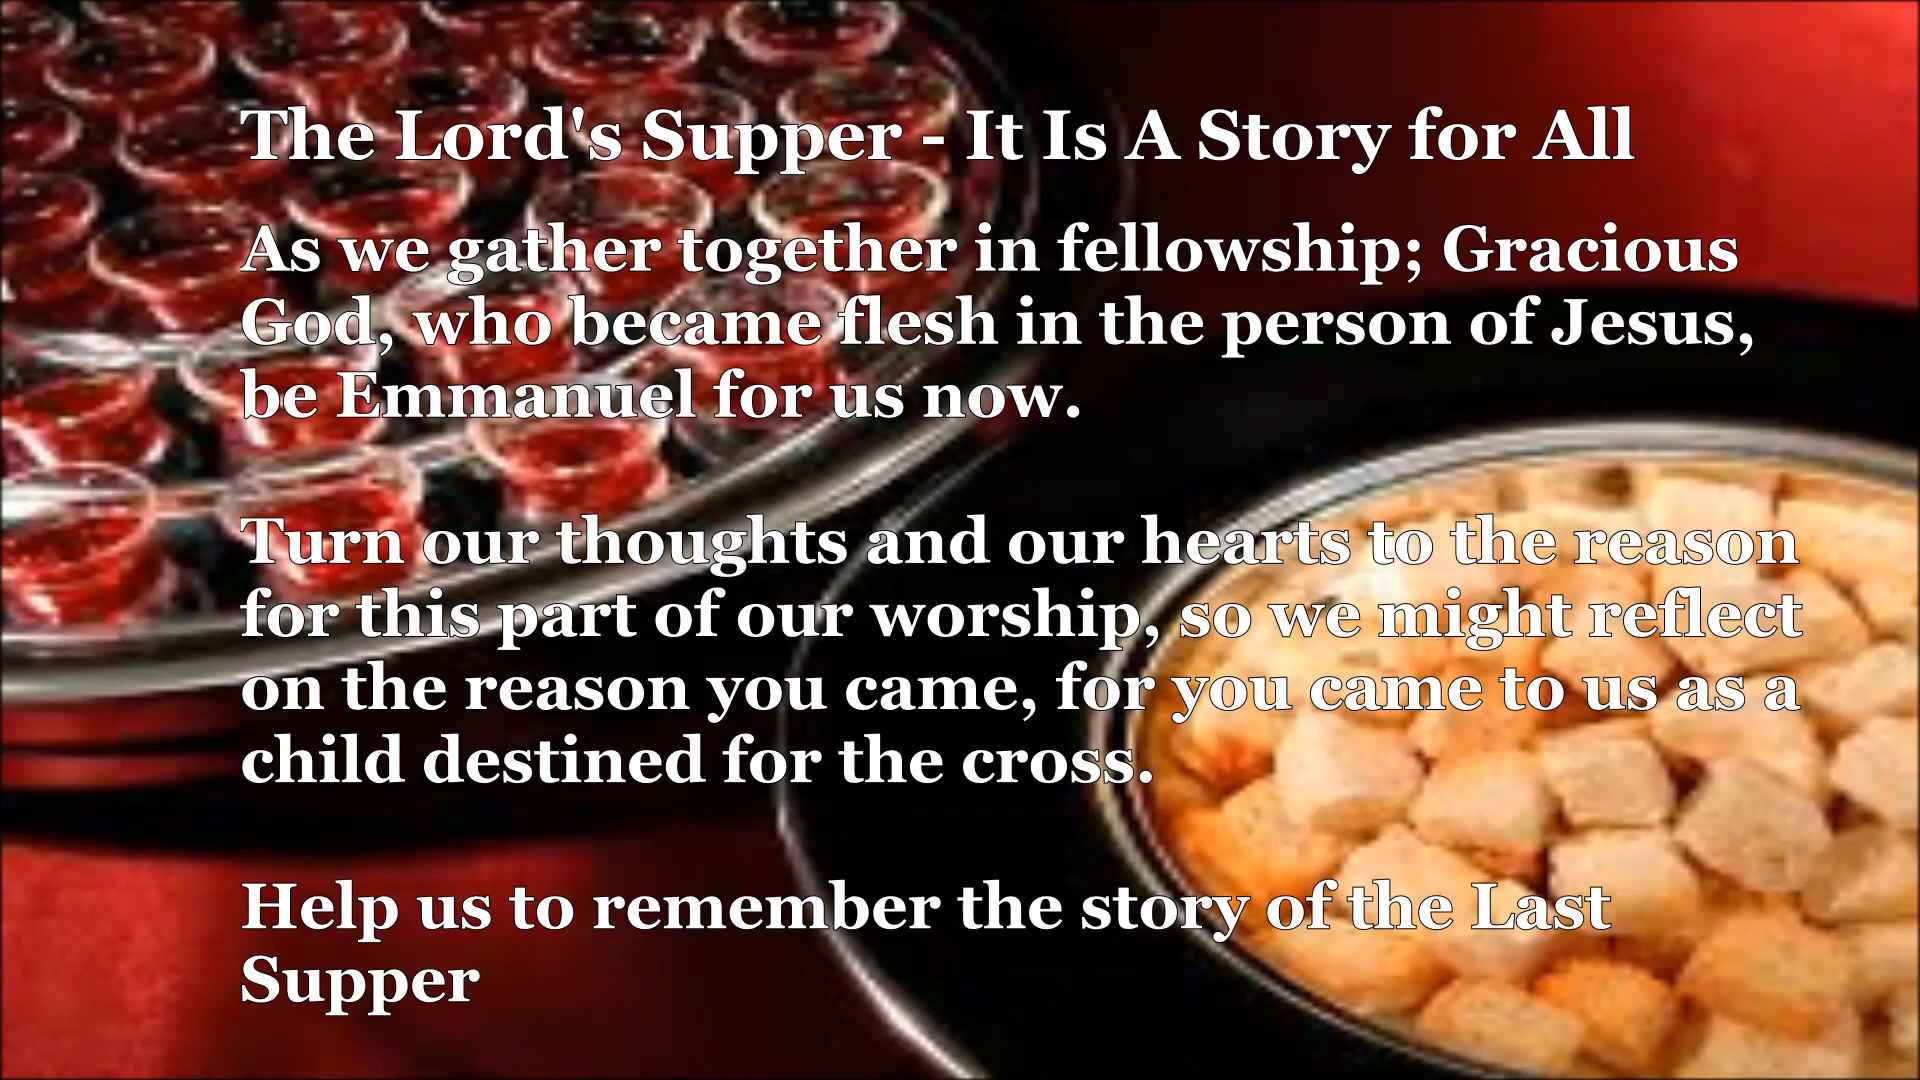 The Lord's Supper - It Is A Story for All
As we gather together in fellowship; Gracious
God, who became flesh in the person of Jesus,
be Emmanuel for us now.
Turn our thoughts and our hearts to the reason
for this part of our worship, so we might reflect
on the reason you came, for you came to us as a
child destined for the cross.
Help us to remember the story of the Last
Supper